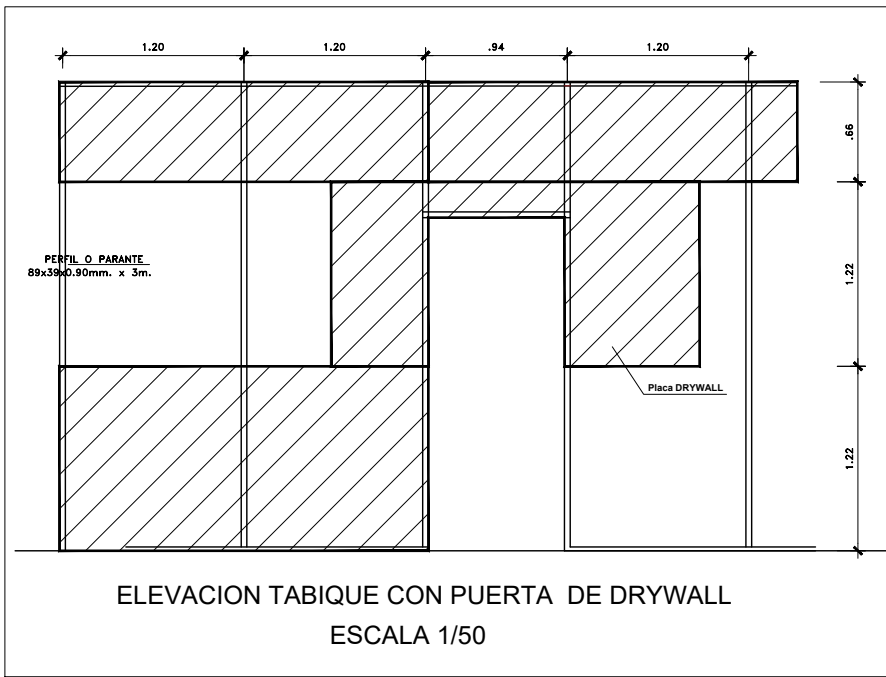 1.20
1.20
.94
1.20
.66
PERFIL O PARANTE
89x39x0.90mm. x 3m.
1.22
Placa DRYWALL
1.22
ELEVACION TABIQUE CON PUERTA DE DRYWALL
ESCALA 1/50